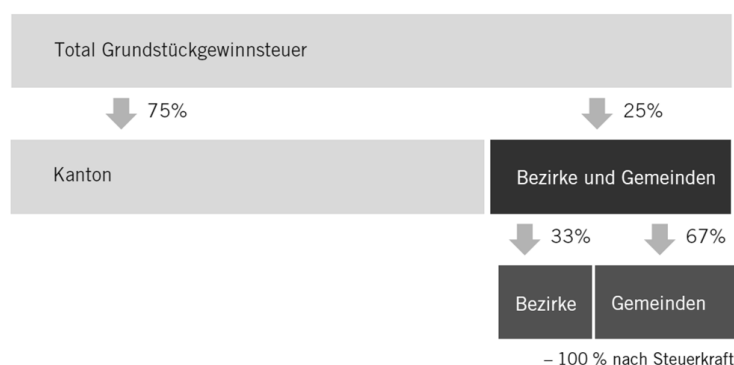 Total Grundstückgewinnsteuer
75% 25%
Kanton
Bezirke und Gemeinden
33% 67%
Bezirke
Gemeinden
– 100 % nach Steuerkraft